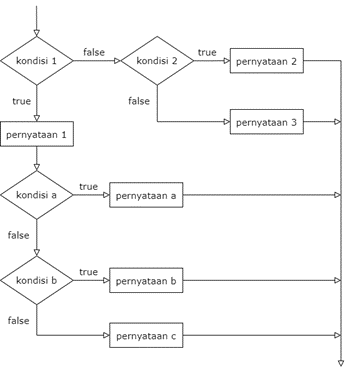 kondisi 1
false
kondisi 2
true
pernyataan 2
true
false
pernyataan 1
pernyataan 3
kondisi a
true
pernyataan a
false
kondisi b
true
pernyataan b
false
pernyataan c